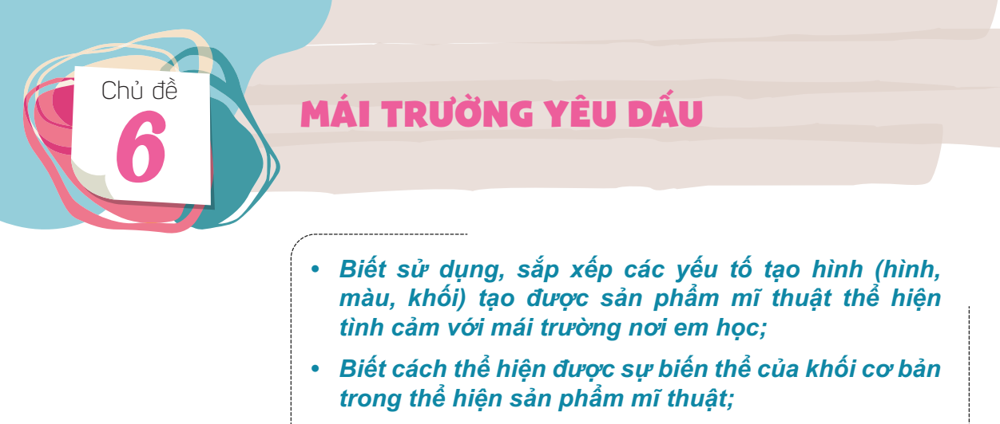 Chủ đề
6
MÁI TRƯỜNG YÊU DẤU
• Biết sử dụng, sắp xếp các yếu tố tạo hình (hình,
màu, khối) tạo được sản phẩm mĩ thuật thể hiện
tình cảm với mái trường nơi em học;
• Biết cách thể hiện được sự biến thể của khối cơ bản
trong thể hiện sản phẩm mĩ thuật;